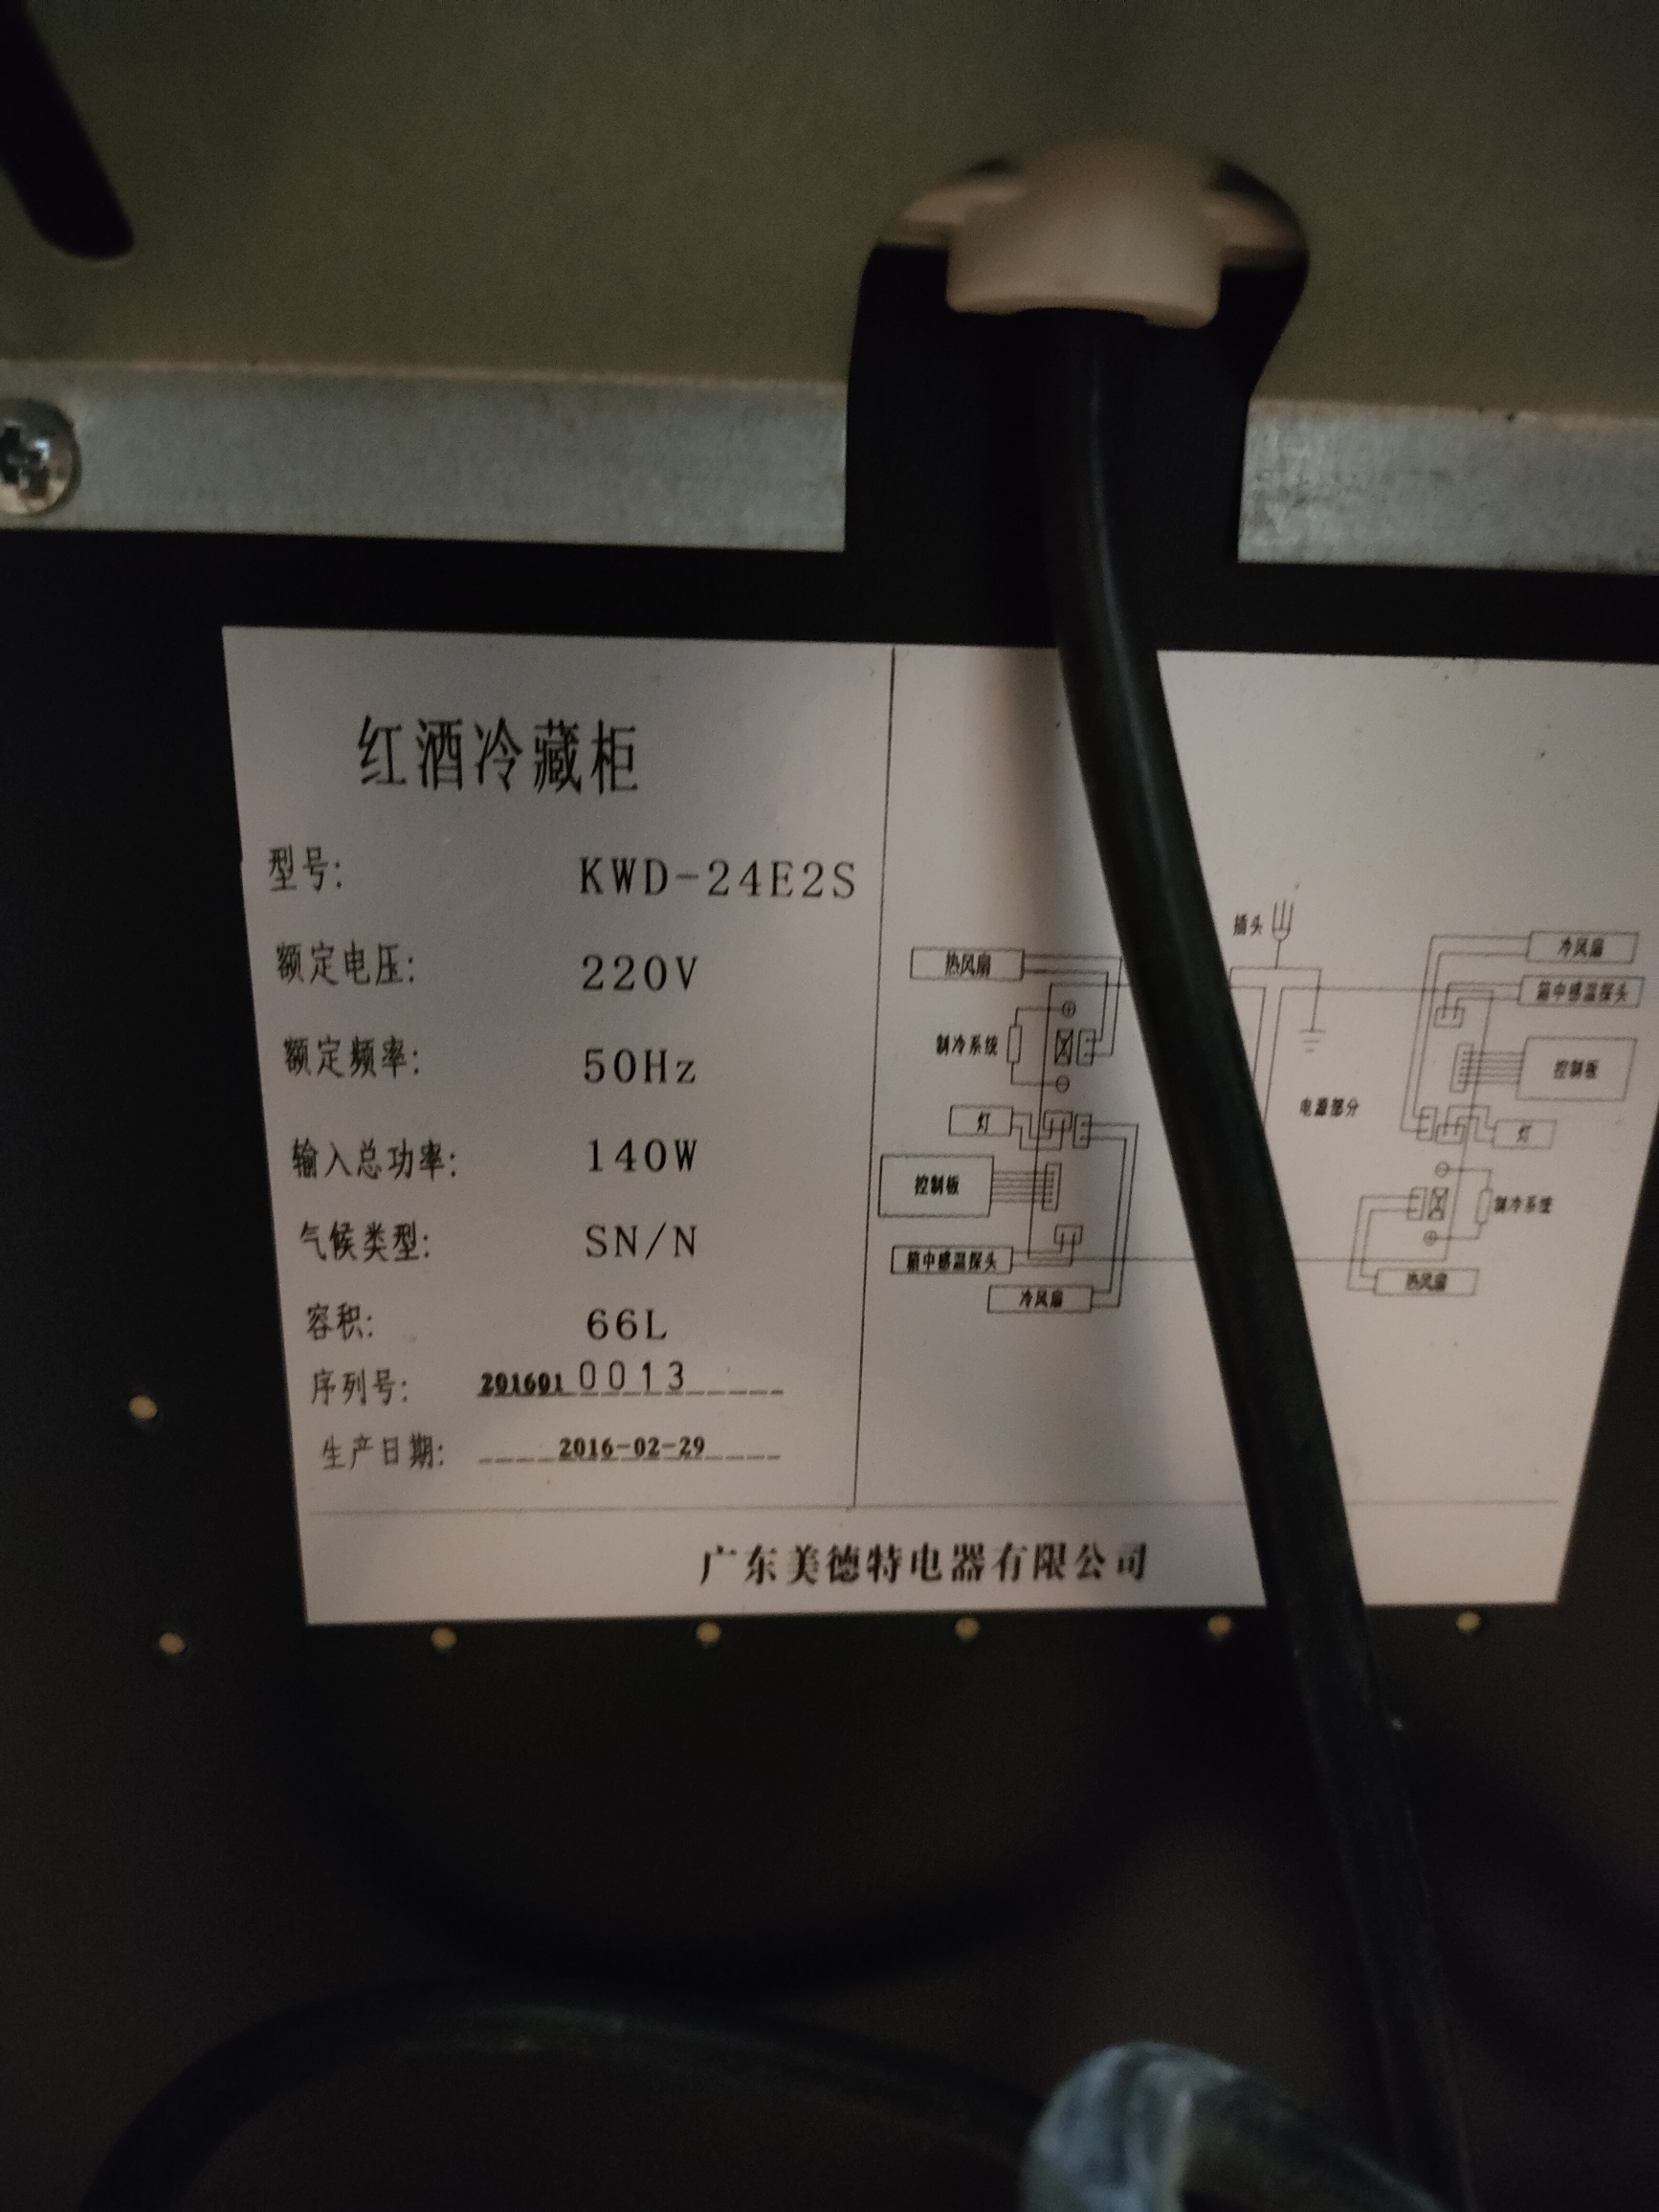 红酒冷藏柜
型号: KWD-24E2S
额定电压: 220V
额定频率: 50Hz
输入总功率: 140W
气候类型: SN/N
容积: 66L
序列号: 2016010013
生产日期: 2016-02-29
插头
热风扇
制冷系统
灯
控制板
箱中感温探头
冷风扇
电源部分
冷风扇
箱中感温探头
控制板
灯
制冷系统
热风扇
广东美德特电器有限公司